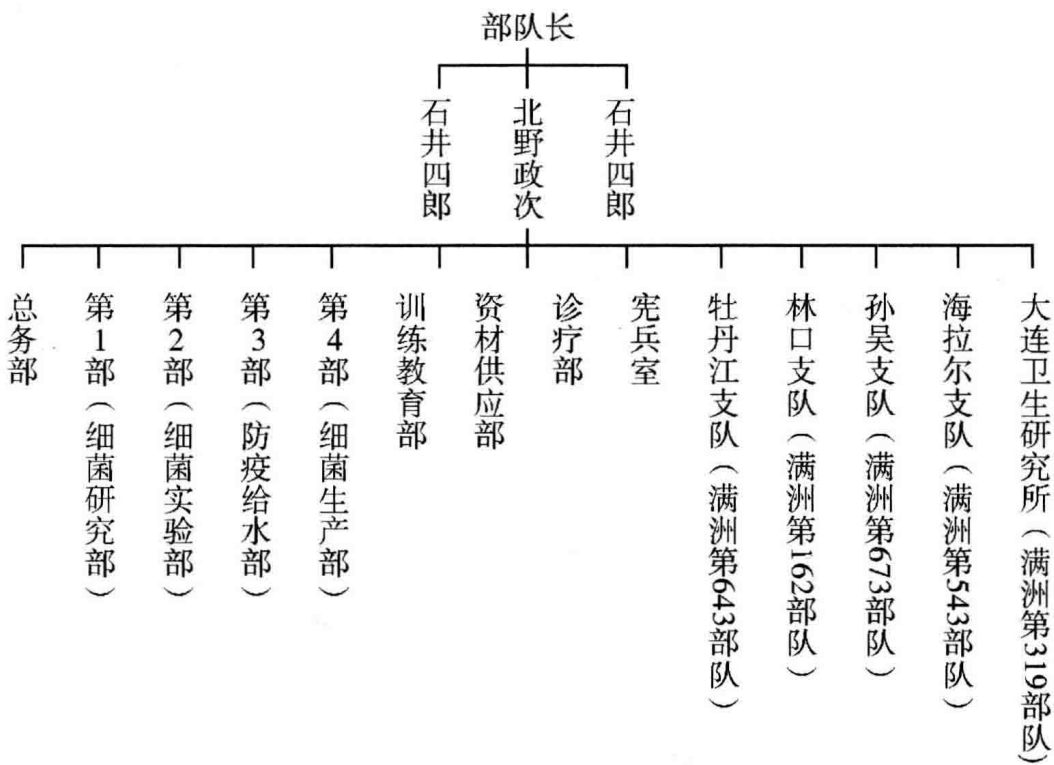 部队长
石井四郎
北野政次
石井四郎
总务部
第1部（细菌研究部）
第2部（细菌实验部）
第3部（防疫给水部）
第4部（细菌生产部）
训练教育部
资材供应部
诊疗部
宪兵室
牡丹江支队（满洲第643部队）
林口支队（满洲第162部队）
孙吴支队（满洲第673部队）
海拉尔支队（满洲第543部队）
大连卫生研究所（满洲第319部队）